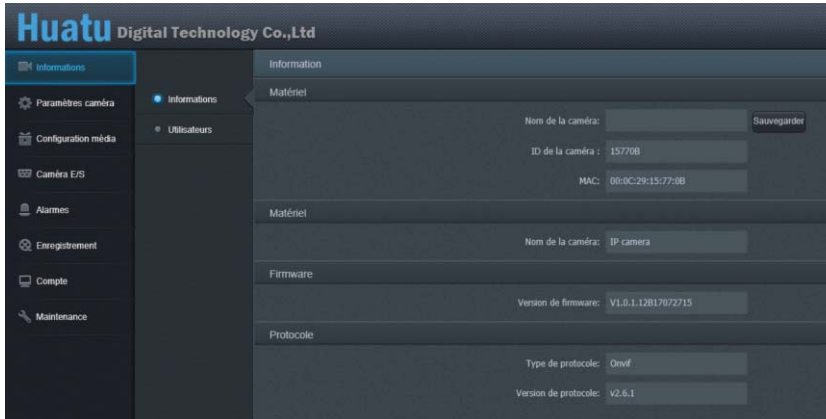 Huatu Digital Technology Co.,Ltd
Informations
Paramètres caméra
Configuration média
Caméra E/S
Alarmes
Enregistrement
Compte
Maintenance
Informations
Utilisateurs
Information
Matériel
Nom de la caméra: Sauvegarder
ID de la caméra : 15770B
MAC: 00:0C:29:15:77:0B
Matériel
Nom de la caméra: IP camera
Firmware
Version de firmware: V1.0.1.12B17072715
Protocole
Type de protocole: Onvif
Version de protocole: v2.6.1